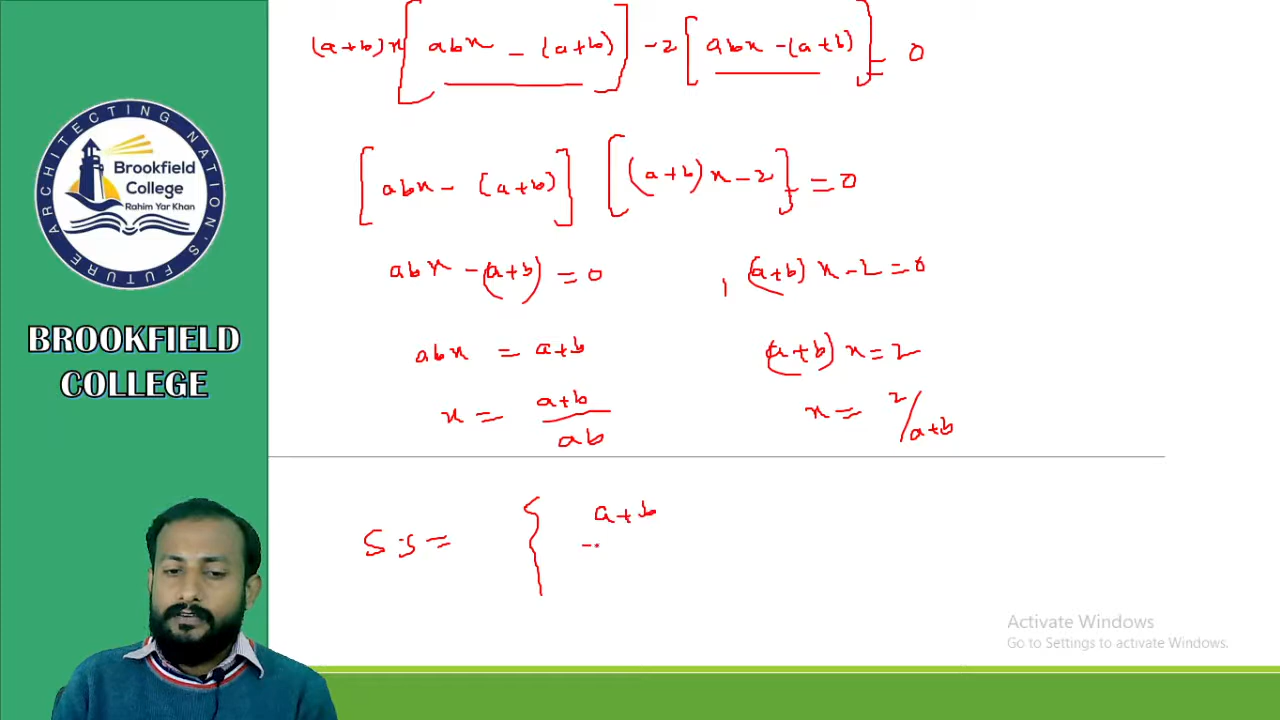 (a+b)x[abx - (a+b)] -2[abx -(a+b)] = 0
[abx - (a+b)] [(a+b)x-2] = 0
abx -(a+b) = 0 , (a+b)x-2=0
abx = a+b (a+b)x=2
x = a+b/ab x = 2/a+b
S.S = { a+b
ARCHITECTING NATION'S FUTURE
Brookfield
College
Rahim Yar Khan
BROOKFIELD
COLLEGE
Activate Windows
Go to Settings to activate Windows.